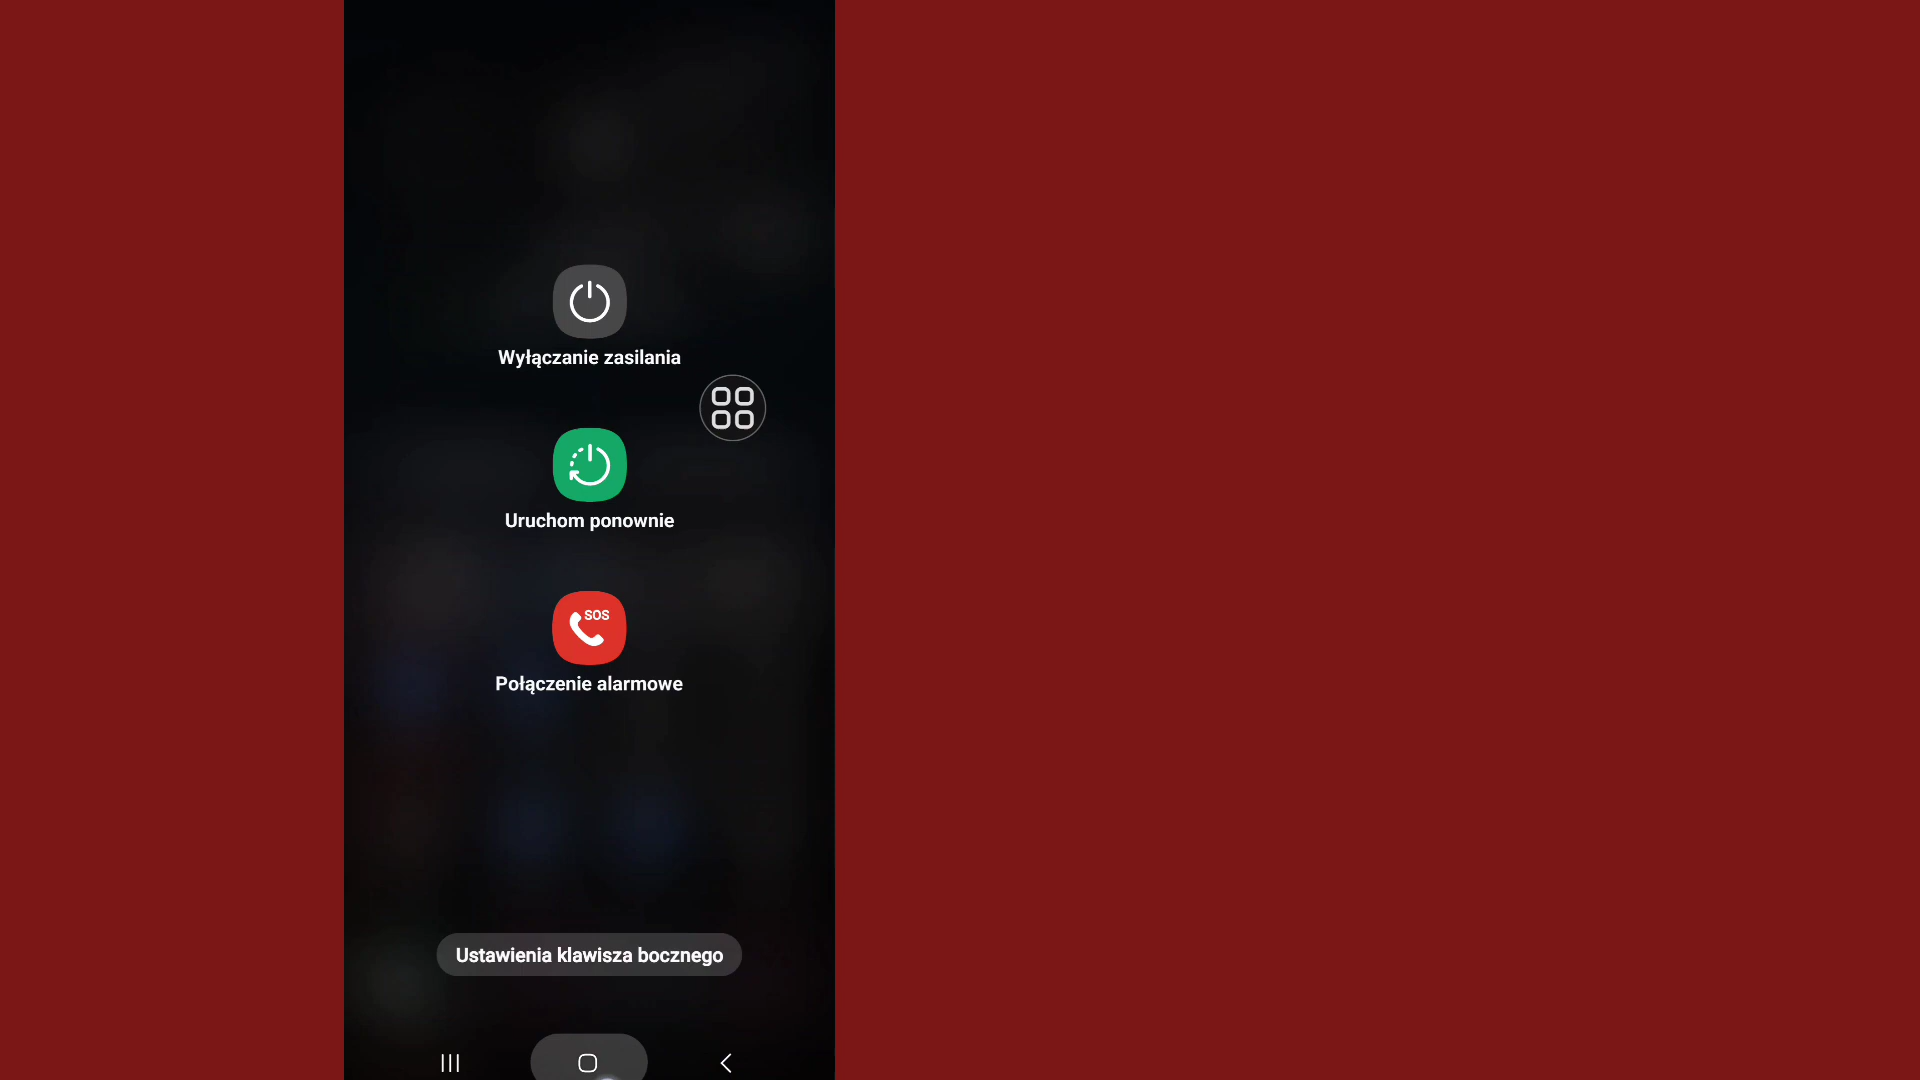 Wyłączanie zasilania
Uruchom ponownie
SOS
Połączenie alarmowe
Ustawienia klawisza bocznego